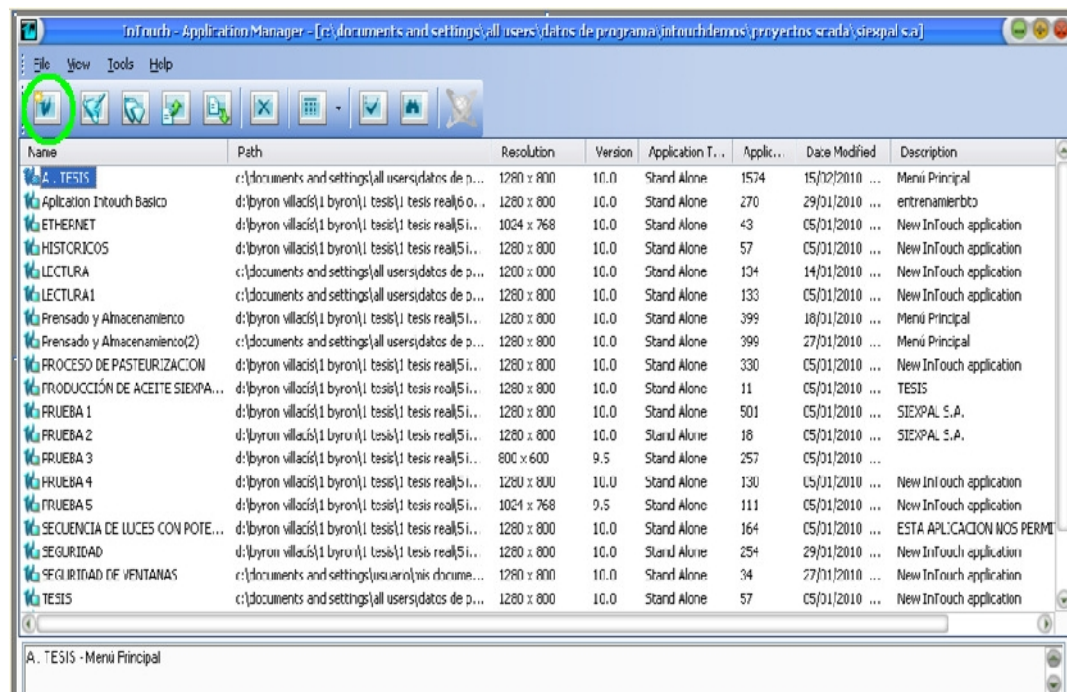 InTouch - Application Manager - [c:\documents and settings\all users\datos de programa\intouchdemos\proyectos scada\siexpal s.a]
File View Tools Help
Name Path Resolution Version Application T... Applic... Date Modified Description
A . TESIS c:\documents and settings\all users\datos de p... 1280 x 800 10.0 Stand Alone 1574 15/02/2010 ... Menú Principal
Aplication Intouch Basico d:\byron villacís\1 byron\1 tesis\1 tesis real\6 o... 1280 x 800 10.0 Stand Alone 270 29/01/2010 ... entrenamienbto
ETHERNET d:\byron villacís\1 byron\1 tesis\1 tesis real\5 i... 1024 x 768 10.0 Stand Alone 43 05/01/2010 ... New InTouch application
HISTORICOS d:\byron villacís\1 byron\1 tesis\1 tesis real\5 i... 1280 x 800 10.0 Stand Alone 57 05/01/2010 ... New InTouch application
LECTURA c:\documents and settings\all users\datos de p... 10.0 Stand Alone 134 14/01/2010 ... New InTouch application
LECTURA1 c:\documents and settings\all users\datos de p... 1280 x 800 10.0 Stand Alone 133 05/01/2010 ... New InTouch application
Prensado y Almacenamiento d:\byron villacís\1 byron\1 tesis\1 tesis real\5 i... 1280 x 800 10.0 Stand Alone 399 18/01/2010 ... Menú Principal
Prensado y Almacenamiento(2) c:\documents and settings\all users\datos de p... 1280 x 800 10.0 Stand Alone 399 27/01/2010 ... Menú Principal
PROCESO DE PASTEURIZACION d:\byron villacís\1 byron\1 tesis\1 tesis real\5 i... 1280 x 800 10.0 Stand Alone 330 05/01/2010 ... New InTouch application
PRODUCCIÓN DE ACEITE SIEXPA... d:\byron villacís\1 byron\1 tesis\1 tesis real\5 i... 1280 x 800 10.0 Stand Alone 11 05/01/2010 ... TESIS
PRUEBA 1 d:\byron villacís\1 byron\1 tesis\1 tesis real\5 i... 1280 x 800 10.0 Stand Alone 501 05/01/2010 ... SIEXPAL S.A.
PRUEBA 2 d:\byron villacís\1 byron\1 tesis\1 tesis real\5 i... 1280 x 800 10.0 Stand Alone 18 05/01/2010 ... SIEXPAL S.A.
PRUEBA 3 d:\byron villacís\1 byron\1 tesis\1 tesis real\5 i... 800 x 600 9.5 Stand Alone 257 05/01/2010 ...
PRUEBA 4 d:\byron villacís\1 byron\1 tesis\1 tesis real\5 i... 1280 x 800 10.0 Stand Alone 130 05/01/2010 ... New InTouch application
PRUEBA 5 d:\byron villacís\1 byron\1 tesis\1 tesis real\5 i... 1024 x 768 9.5 Stand Alone 111 05/01/2010 ... New InTouch application
SECUENCIA DE LUCES CON POTE... d:\byron villacís\1 byron\1 tesis\1 tesis real\5 i... 1280 x 800 10.0 Stand Alone 164 05/01/2010 ... ESTA APLICACION NOS PERMIT
SEGURIDAD d:\byron villacís\1 byron\1 tesis\1 tesis real\5 i... 1280 x 800 10.0 Stand Alone 254 29/01/2010 ... New InTouch application
SEGURIDAD DE VENTANAS c:\documents and settings\usuario\mis docume... 1280 x 800 10.0 Stand Alone 34 27/01/2010 ... New InTouch application
TESIS c:\documents and settings\all users\datos de p... 1280 x 800 10.0 Stand Alone 57 05/01/2010 ... New InTouch application
A . TESIS - Menú Principal